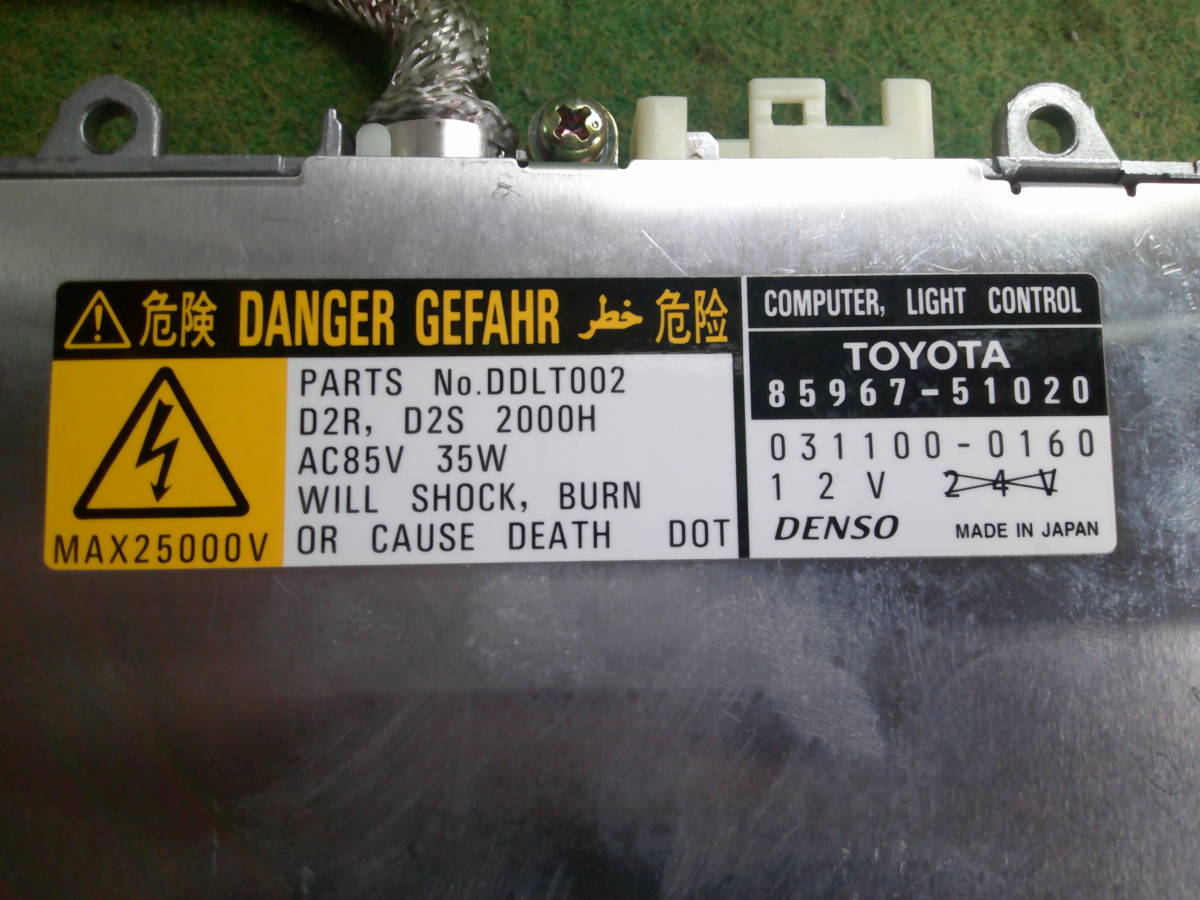 危険 DANGER GEFAHR خطر 危险
MAX25000V
PARTS No.DDLT002
D2R, D2S 2000H
AC85V 35W
WILL SHOCK, BURN
OR CAUSE DEATH DOT
COMPUTER, LIGHT CONTROL
TOYOTA
85967-51020
031100-0160
12V 24V
DENSO MADE IN JAPAN